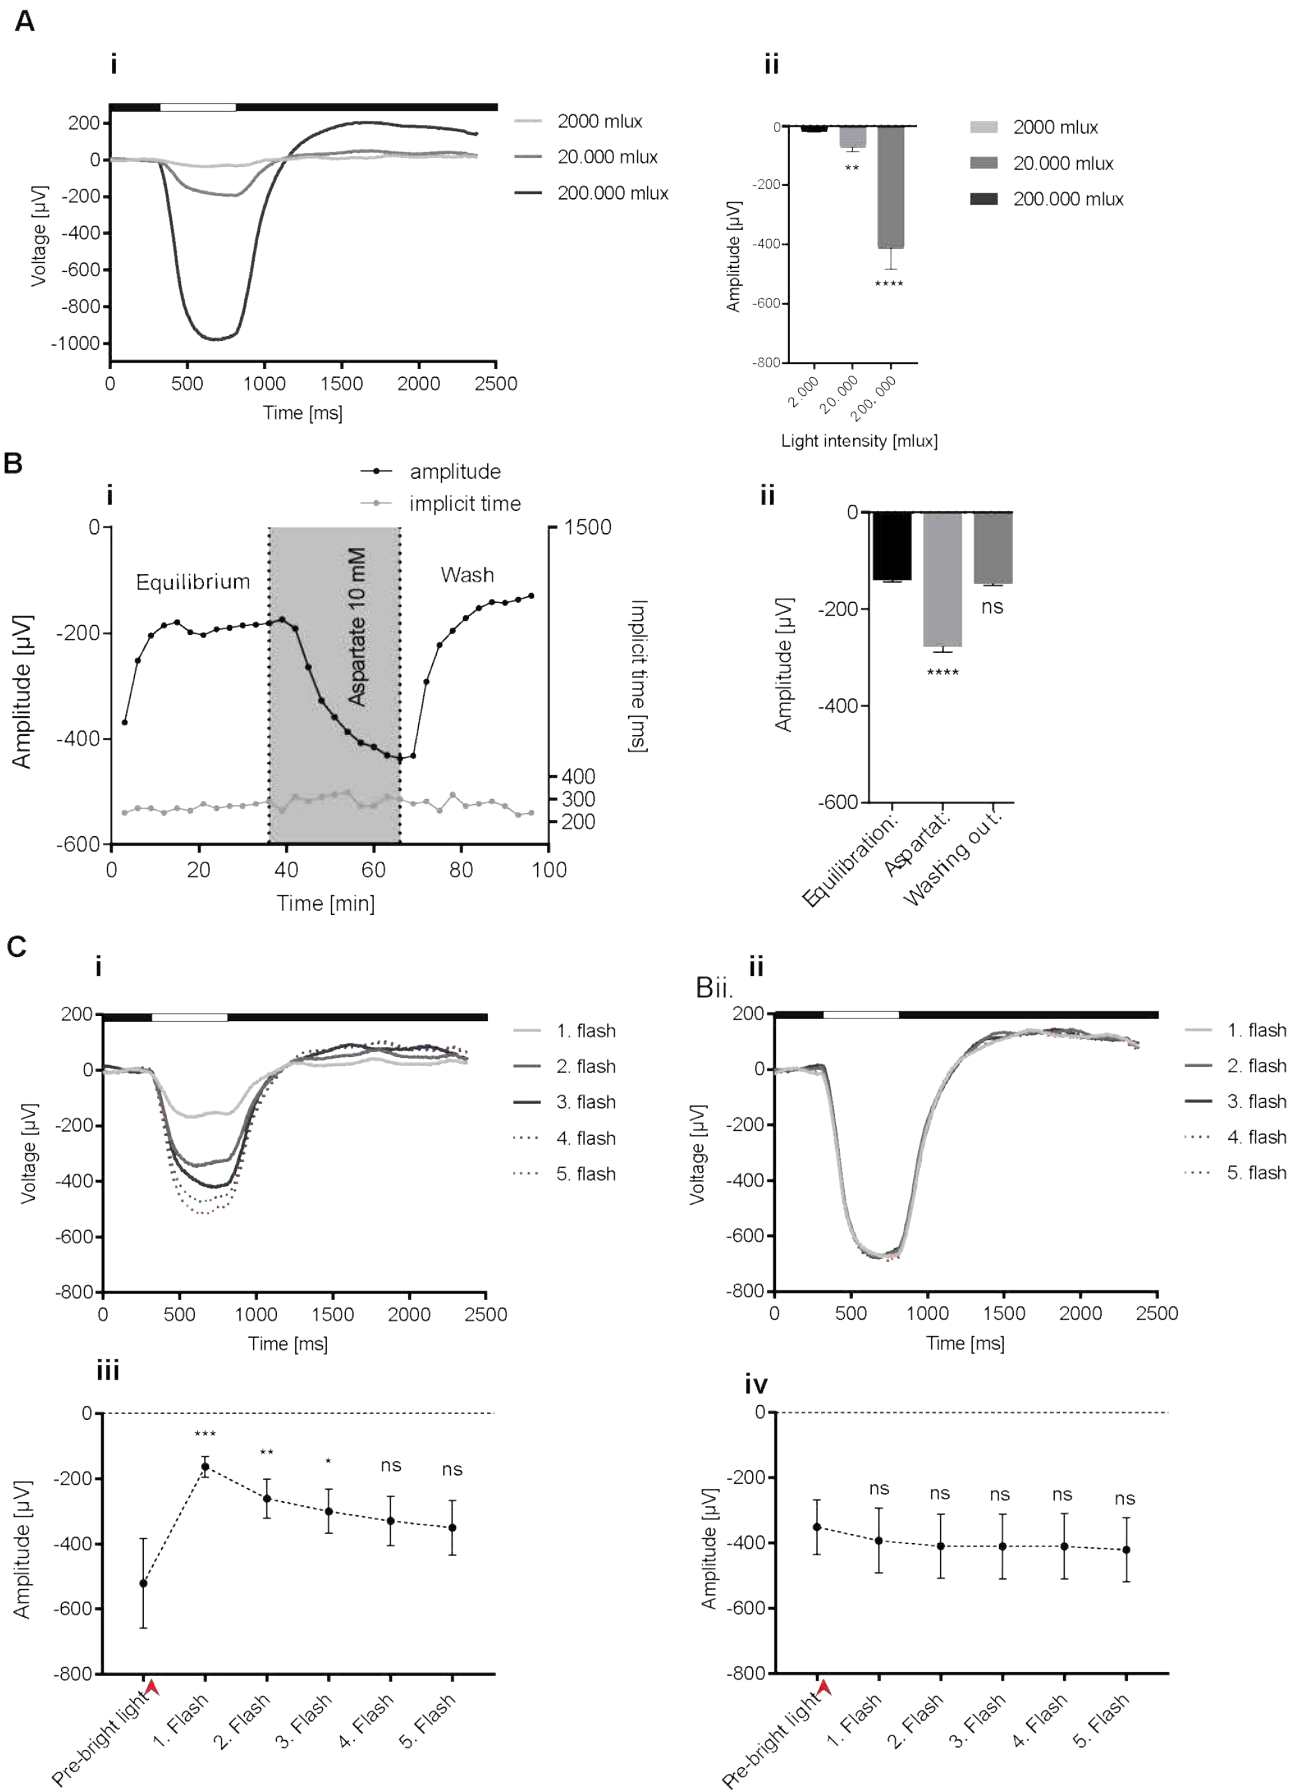 A
i
200
0
-200
-400
-600
-800
-1000
Voltage [µV]
0 500 1000 1500 2000 2500
Time [ms]
2000 mlux
20.000 mlux
200.000 mlux
ii
0
-200
-400
-600
-800
Amplitude [µV]
**
****
2.000
20.000
200.000
Light intensity [mlux]
2000 mlux
20.000 mlux
200.000 mlux
B
i
amplitude
implicit time
0
-200
-400
-600
Amplitude [µV]
Equilibrium
Aspartate 10 mM
Wash
1500
400
300
200
Implicit time [ms]
0 20 40 60 80 100
Time [min]
ii
0
-200
-400
-600
Amplitude [µV]
****
ns
Equilibration:
Aspartat:
Washing out:
C
i
200
0
-200
-400
-600
-800
Voltage [µV]
0 500 1000 1500 2000 2500
Time [ms]
1. flash
2. flash
3. flash
4. flash
5. flash
Bii.
ii
200
0
-200
-400
-600
-800
Voltage [µV]
0 500 1000 1500 2000 2500
Time [ms]
1. flash
2. flash
3. flash
4. flash
5. flash
iii
0
-200
-400
-600
-800
Amplitude [µV]
***
**
*
ns
ns
Pre-bright light
1. Flash
2. Flash
3. Flash
4. Flash
5. Flash
iv
0
-200
-400
-600
-800
Amplitude [µV]
ns
ns
ns
ns
ns
Pre-bright light
1. Flash
2. Flash
3. Flash
4. Flash
5. Flash